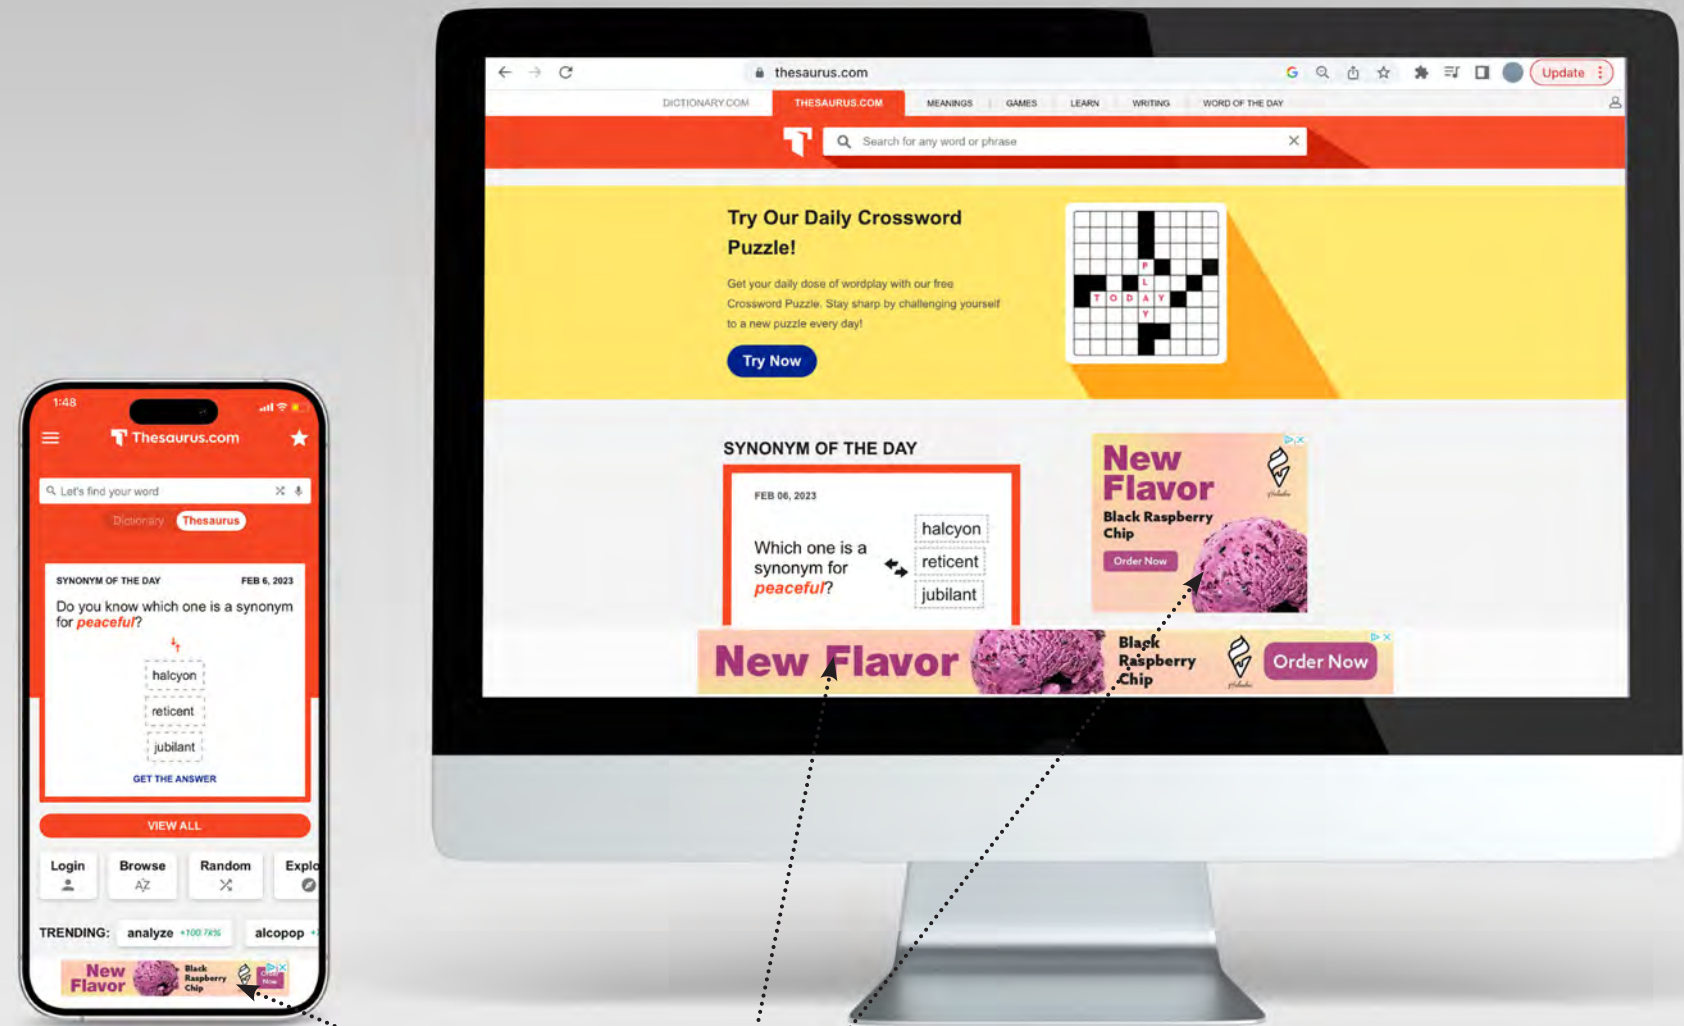 1:48
Thesaurus.com
Let's find your word
Dictionary Thesaurus
SYNONYM OF THE DAY FEB 6, 2023
Do you know which one is a synonym
for peaceful?
halcyon
reticent
jubilant
GET THE ANSWER
VIEW ALL
Login Browse Random Explo
AZ
TRENDING: analyze alcopop
New
Flavor
Black
Raspberry
Chip
Order
Now
thesaurus.com
Update
DICTIONARY.COM THESAURUS.COM MEANINGS GAMES LEARN WRITING WORD OF THE DAY
Search for any word or phrase
Try Our Daily Crossword
Puzzle!
Get your daily dose of wordplay with our free
Crossword Puzzle. Stay sharp by challenging yourself
to a new puzzle every day!
Try Now
PLAY
TODAY
SYNONYM OF THE DAY
FEB 06, 2023
Which one is a
synonym for
peaceful?
halcyon
reticent
jubilant
New
Flavor
Black Raspberry
Chip
Order Now
New Flavor
Black
Raspberry
Chip
Order Now